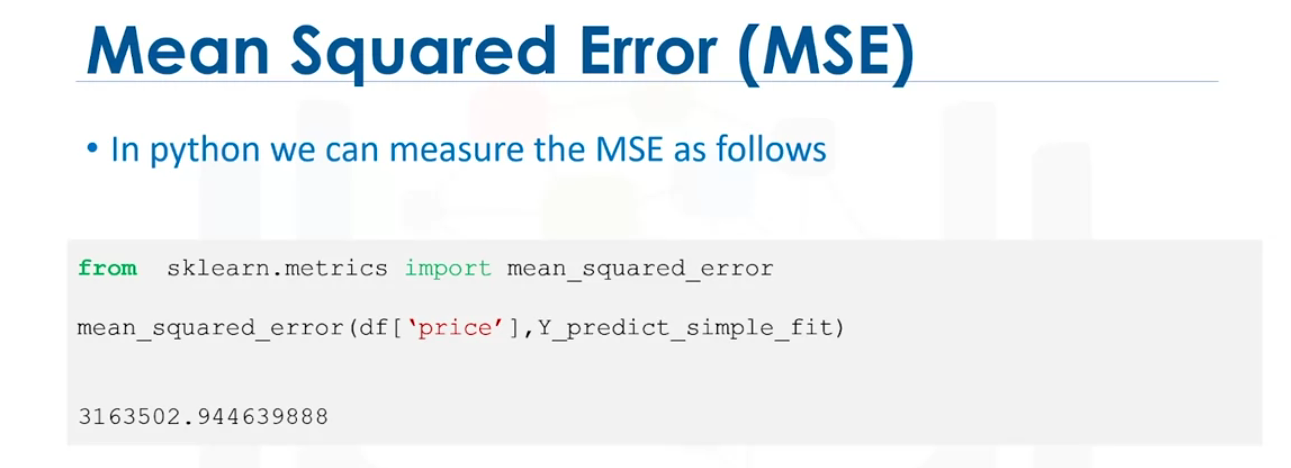 Mean Squared Error (MSE)
• In python we can measure the MSE as follows
from  sklearn.metrics import mean_squared_error
mean_squared_error(df[‘price’],Y_predict_simple_fit)
3163502.944639888